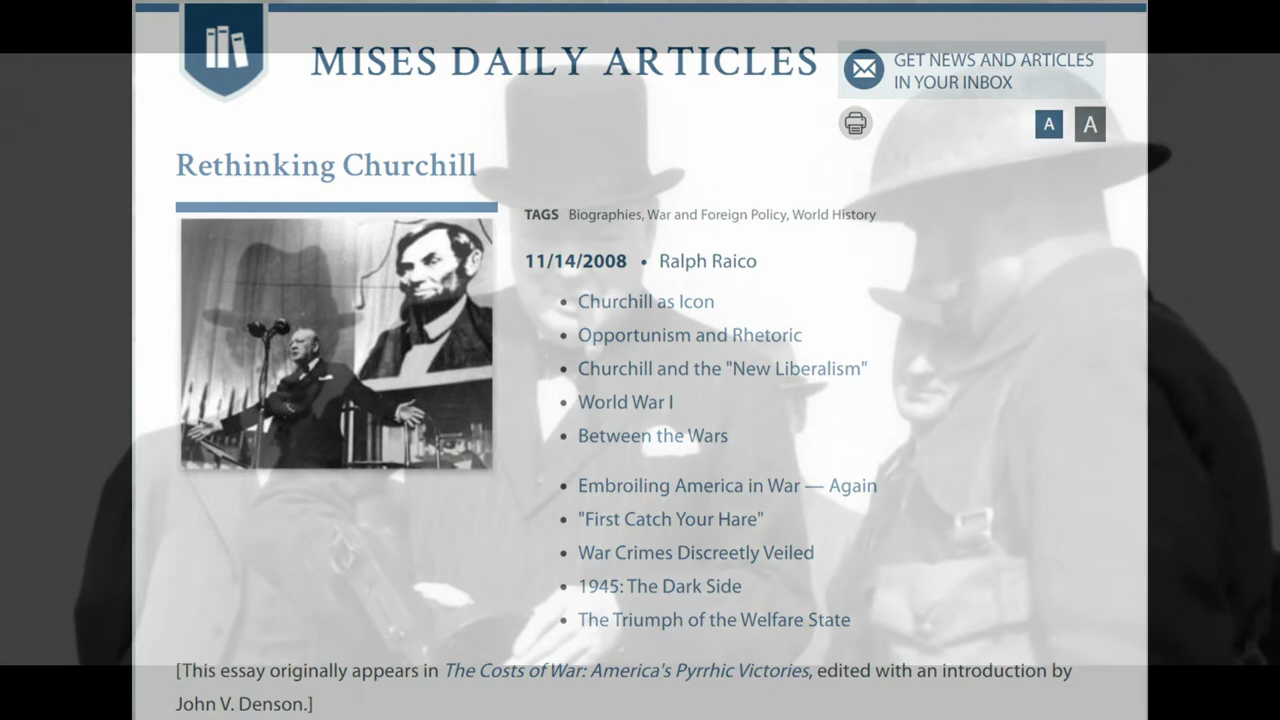 MISES DAILY ARTICLES
GET NEWS AND ARTICLES
IN YOUR INBOX
A A
Rethinking Churchill
TAGS Biographies, War and Foreign Policy, World History
11/14/2008 • Ralph Raico
• Churchill as Icon
• Opportunism and Rhetoric
• Churchill and the "New Liberalism"
• World War I
• Between the Wars
• Embroiling America in War — Again
• "First Catch Your Hare"
• War Crimes Discreetly Veiled
• 1945: The Dark Side
• The Triumph of the Welfare State
[This essay originally appears in The Costs of War: America's Pyrrhic Victories, edited with an introduction by
John V. Denson.]